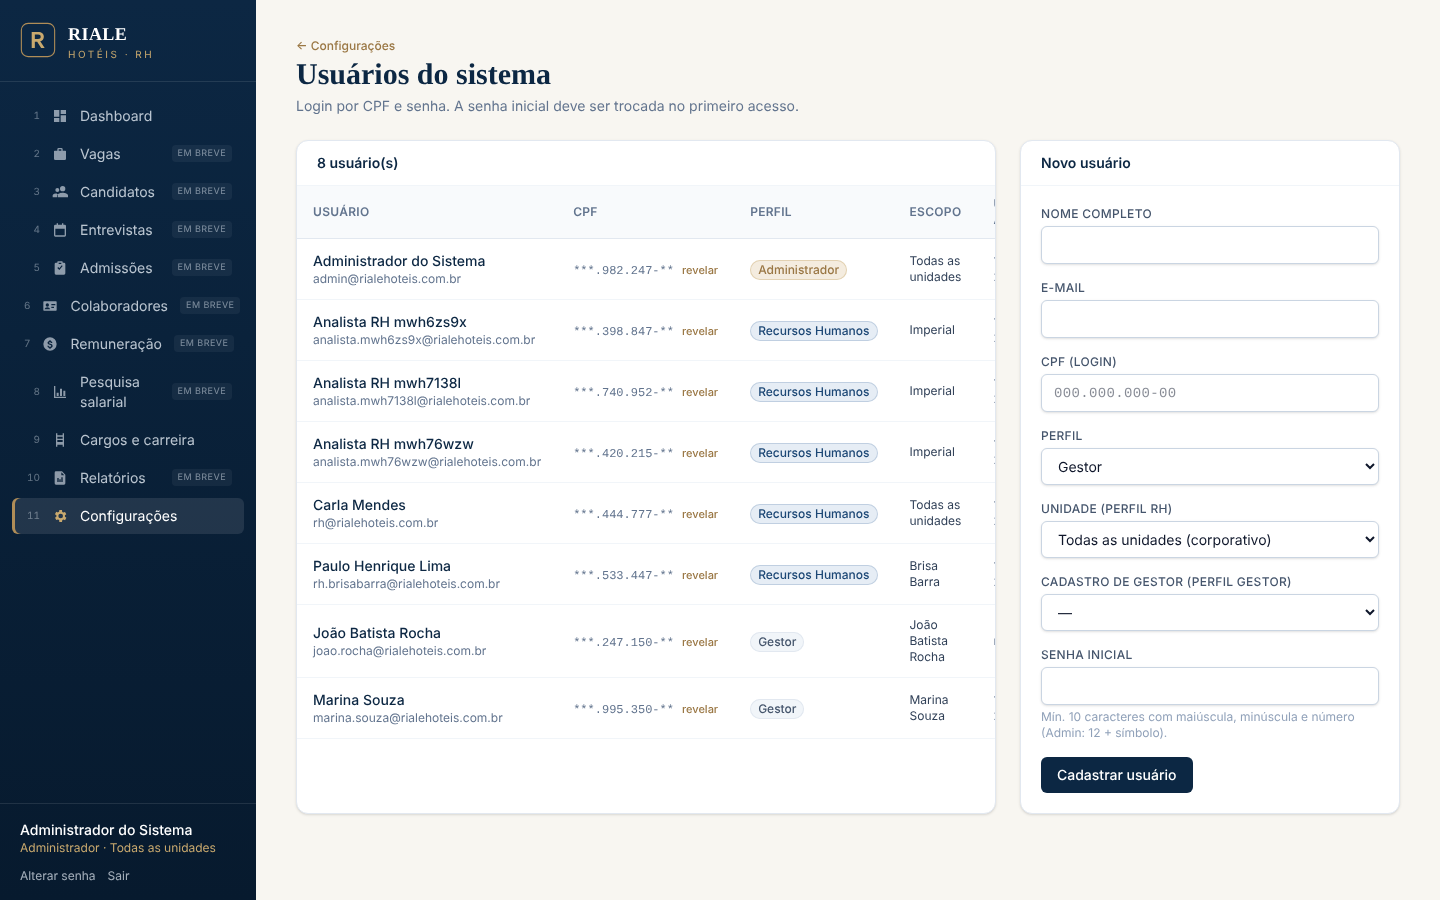 R
RIALE
HOTÉIS · RH
1 Dashboard
2 Vagas EM BREVE
3 Candidatos EM BREVE
4 Entrevistas EM BREVE
5 Admissões EM BREVE
6 Colaboradores EM BREVE
7 Remuneração EM BREVE
8 Pesquisa salarial EM BREVE
9 Cargos e carreira
10 Relatórios EM BREVE
11 Configurações
Administrador do Sistema
Administrador · Todas as unidades
Alterar senha Sair
← Configurações
Usuários do sistema
Login por CPF e senha. A senha inicial deve ser trocada no primeiro acesso.
8 usuário(s)
USUÁRIO CPF PERFIL ESCOPO
Administrador do Sistema
admin@rialehoteis.com.br
***.982.247-** revelar
Administrador
Todas as
unidades
Analista RH mwh6zs9x
analista.mwh6zs9x@rialehoteis.com.br
***.398.847-** revelar
Recursos Humanos
Imperial
Analista RH mwh7138l
analista.mwh7138l@rialehoteis.com.br
***.740.952-** revelar
Recursos Humanos
Imperial
Analista RH mwh76wzw
analista.mwh76wzw@rialehoteis.com.br
***.420.215-** revelar
Recursos Humanos
Imperial
Carla Mendes
rh@rialehoteis.com.br
***.444.777-** revelar
Recursos Humanos
Todas as
unidades
Paulo Henrique Lima
rh.brisabarra@rialehoteis.com.br
***.533.447-** revelar
Recursos Humanos
Brisa
Barra
João Batista Rocha
joao.rocha@rialehoteis.com.br
***.247.150-** revelar
Gestor
João
Batista
Rocha
Marina Souza
marina.souza@rialehoteis.com.br
***.995.350-** revelar
Gestor
Marina
Souza
Novo usuário
NOME COMPLETO
E-MAIL
CPF (LOGIN)
000.000.000-00
PERFIL
Gestor
UNIDADE (PERFIL RH)
Todas as unidades (corporativo)
CADASTRO DE GESTOR (PERFIL GESTOR)
—
SENHA INICIAL
Mín. 10 caracteres com maiúscula, minúscula e número
(Admin: 12 + símbolo).
Cadastrar usuário